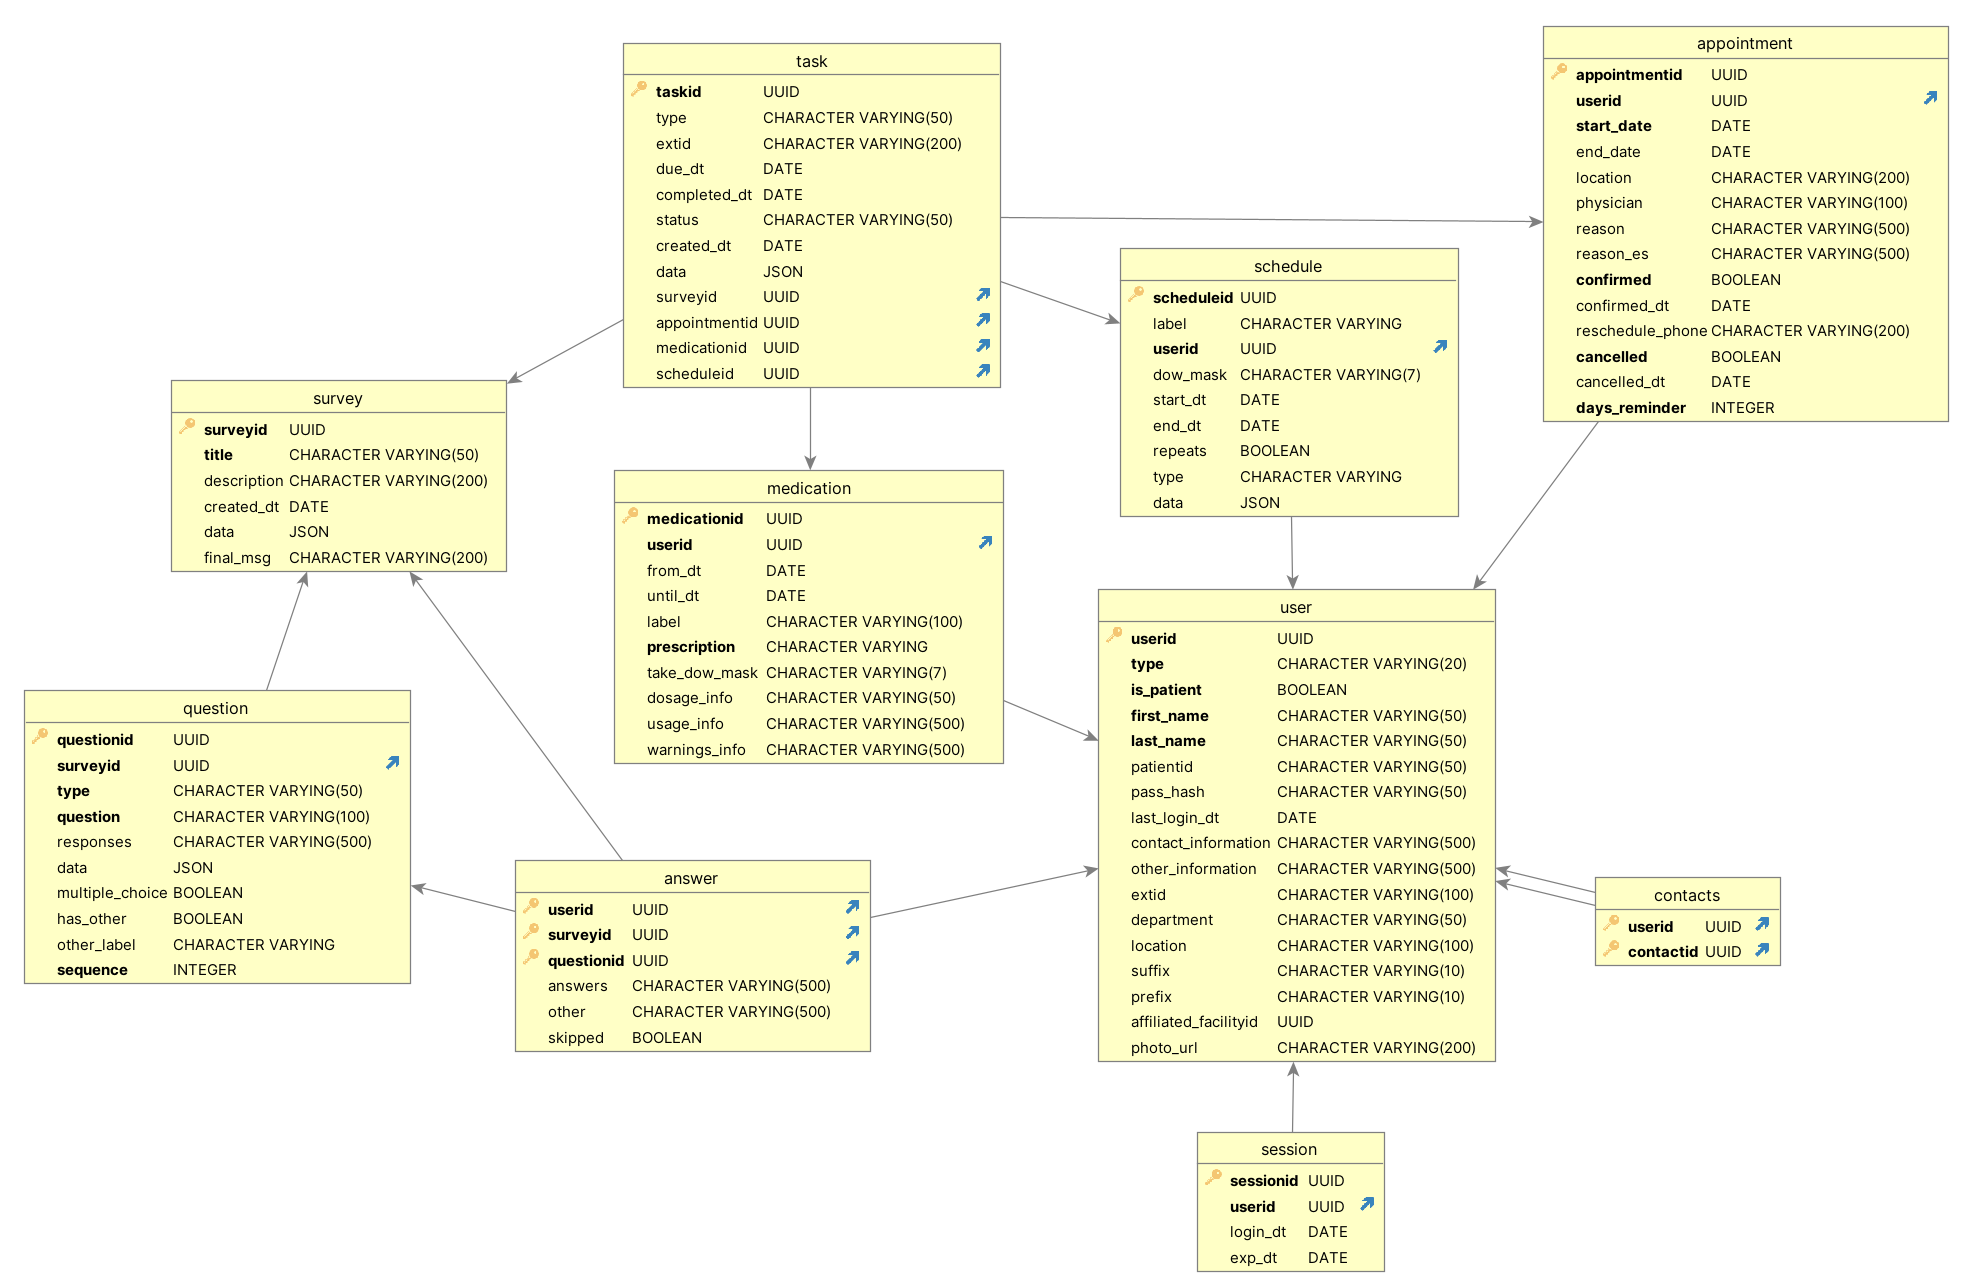 task
taskid UUID
type CHARACTER VARYING(50)
extid CHARACTER VARYING(200)
due_dt DATE
completed_dt DATE
status CHARACTER VARYING(50)
created_dt DATE
data JSON
surveyid UUID
appointmentid UUID
medicationid UUID
scheduleid UUID
appointment
appointmentid UUID
userid UUID
start_date DATE
end_date DATE
location CHARACTER VARYING(200)
physician CHARACTER VARYING(100)
reason CHARACTER VARYING(500)
reason_es CHARACTER VARYING(500)
confirmed BOOLEAN
confirmed_dt DATE
reschedule_phone CHARACTER VARYING(200)
cancelled BOOLEAN
cancelled_dt DATE
days_reminder INTEGER
schedule
scheduleid UUID
label CHARACTER VARYING
userid UUID
dow_mask CHARACTER VARYING(7)
start_dt DATE
end_dt DATE
repeats BOOLEAN
type CHARACTER VARYING
data JSON
survey
surveyid UUID
title CHARACTER VARYING(50)
description CHARACTER VARYING(200)
created_dt DATE
data JSON
final_msg CHARACTER VARYING(200)
medication
medicationid UUID
userid UUID
from_dt DATE
until_dt DATE
label CHARACTER VARYING(100)
prescription CHARACTER VARYING
take_dow_mask CHARACTER VARYING(7)
dosage_info CHARACTER VARYING(50)
usage_info CHARACTER VARYING(500)
warnings_info CHARACTER VARYING(500)
user
userid UUID
type CHARACTER VARYING(20)
is_patient BOOLEAN
first_name CHARACTER VARYING(50)
last_name CHARACTER VARYING(50)
patientid CHARACTER VARYING(50)
pass_hash CHARACTER VARYING(50)
last_login_dt DATE
contact_information CHARACTER VARYING(500)
other_information CHARACTER VARYING(500)
extid CHARACTER VARYING(100)
department CHARACTER VARYING(50)
location CHARACTER VARYING(100)
suffix CHARACTER VARYING(10)
prefix CHARACTER VARYING(10)
affiliated_facilityid UUID
photo_url CHARACTER VARYING(200)
question
questionid UUID
surveyid UUID
type CHARACTER VARYING(50)
question CHARACTER VARYING(100)
responses CHARACTER VARYING(500)
data JSON
multiple_choice BOOLEAN
has_other BOOLEAN
other_label CHARACTER VARYING
sequence INTEGER
answer
userid UUID
surveyid UUID
questionid UUID
answers CHARACTER VARYING(500)
other CHARACTER VARYING(500)
skipped BOOLEAN
contacts
userid UUID
contactid UUID
session
sessionid UUID
userid UUID
login_dt DATE
exp_dt DATE